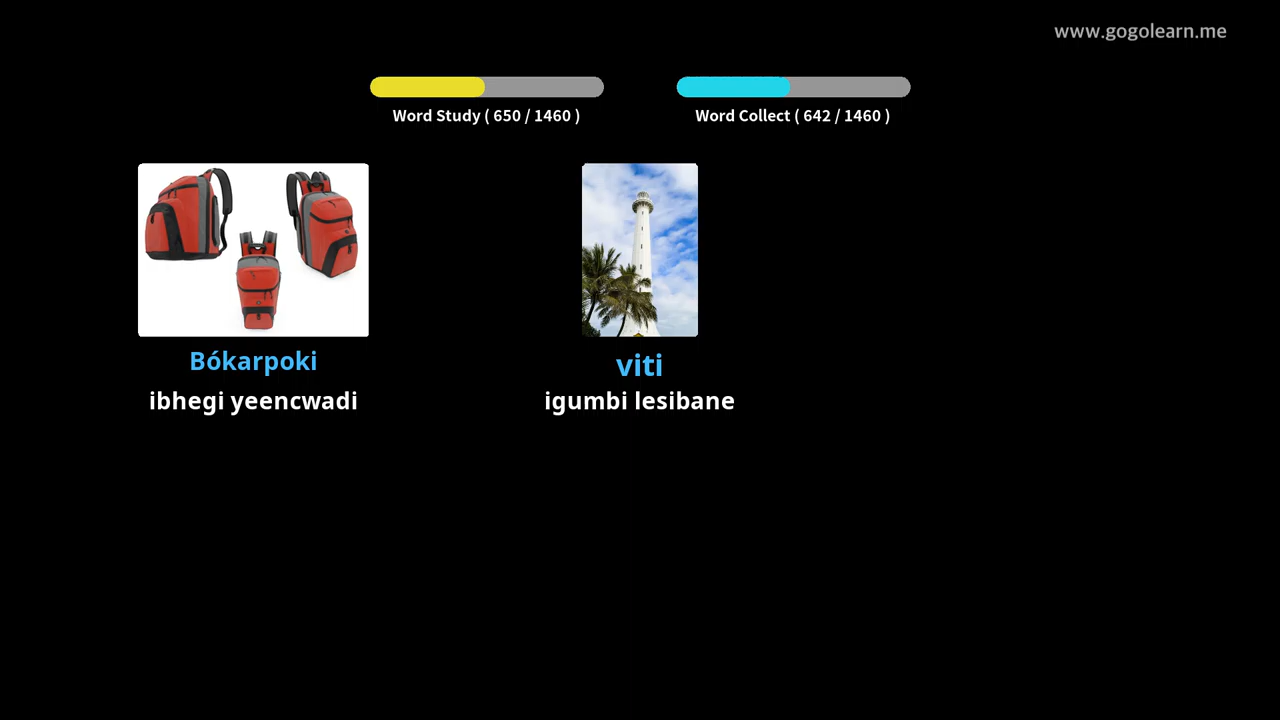 www.gogolearn.me
Word Study ( 650 / 1460 )
Word Collect ( 642 / 1460 )
Bókarpoki
viti
ibhegi yeencwadi
igumbi lesibane